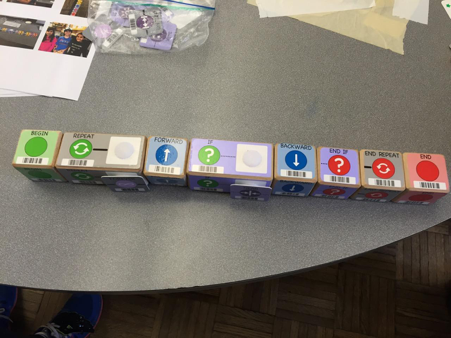 BEGIN
REPEAT
FORWARD
IF
BACKWARD
END IF
END REPEAT
END